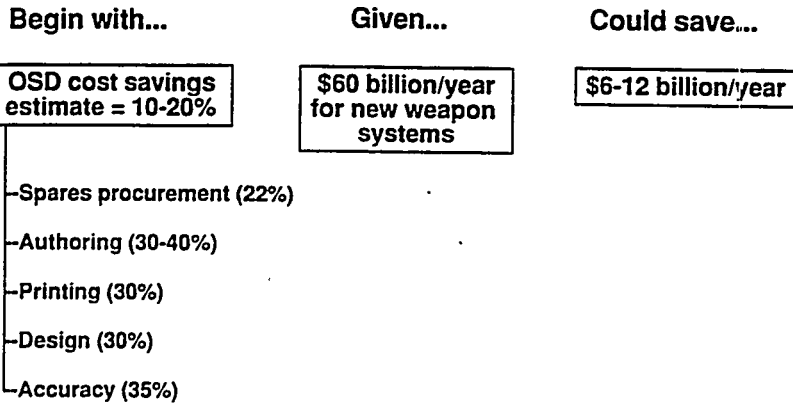 Begin with...
Given...
Could save...
OSD cost savings
estimate = 10-20%
$60 billion/year
for new weapon
systems
$6-12 billion/year
Spares procurement (22%)
Authoring (30-40%)
Printing (30%)
Design (30%)
Accuracy (35%)